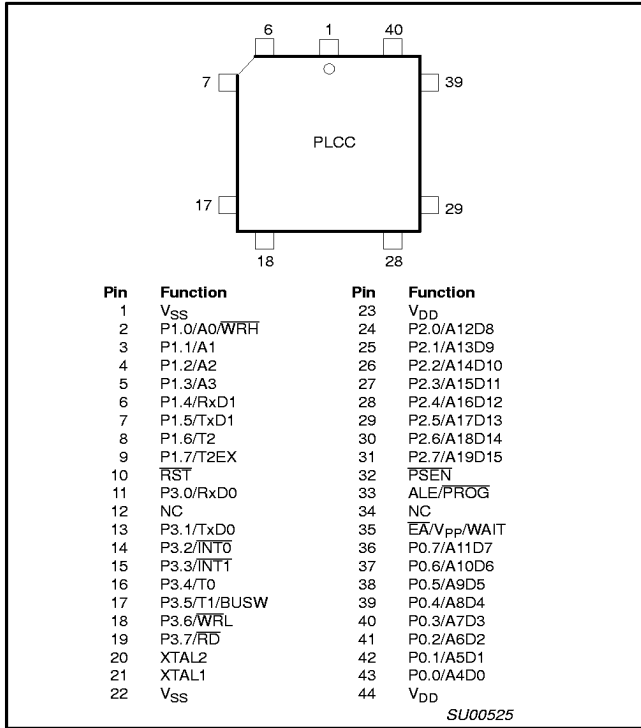 6 1 40
7 39
PLCC
17 29
18 28
Pin Function Pin Function
1 VSS 23 VDD
2 P1.0/A0/WRH 24 P2.0/A12D8
3 P1.1/A1 25 P2.1/A13D9
4 P1.2/A2 26 P2.2/A14D10
5 P1.3/A3 27 P2.3/A15D11
6 P1.4/RxD1 28 P2.4/A16D12
7 P1.5/TxD1 29 P2.5/A17D13
8 P1.6/T2 30 P2.6/A18D14
9 P1.7/T2EX 31 P2.7/A19D15
10 RST 32 PSEN
11 P3.0/RxD0 33 ALE/PROG
12 NC 34 NC
13 P3.1/TxD0 35 EA/VPP/WAIT
14 P3.2/INT0 36 P0.7/A11D7
15 P3.3/INT1 37 P0.6/A10D6
16 P3.4/T0 38 P0.5/A9D5
17 P3.5/T1/BUSW 39 P0.4/A8D4
18 P3.6/WRL 40 P0.3/A7D3
19 P3.7/RD 41 P0.2/A6D2
20 XTAL2 42 P0.1/A5D1
21 XTAL1 43 P0.0/A4D0
22 VSS 44 VDD
SU00525